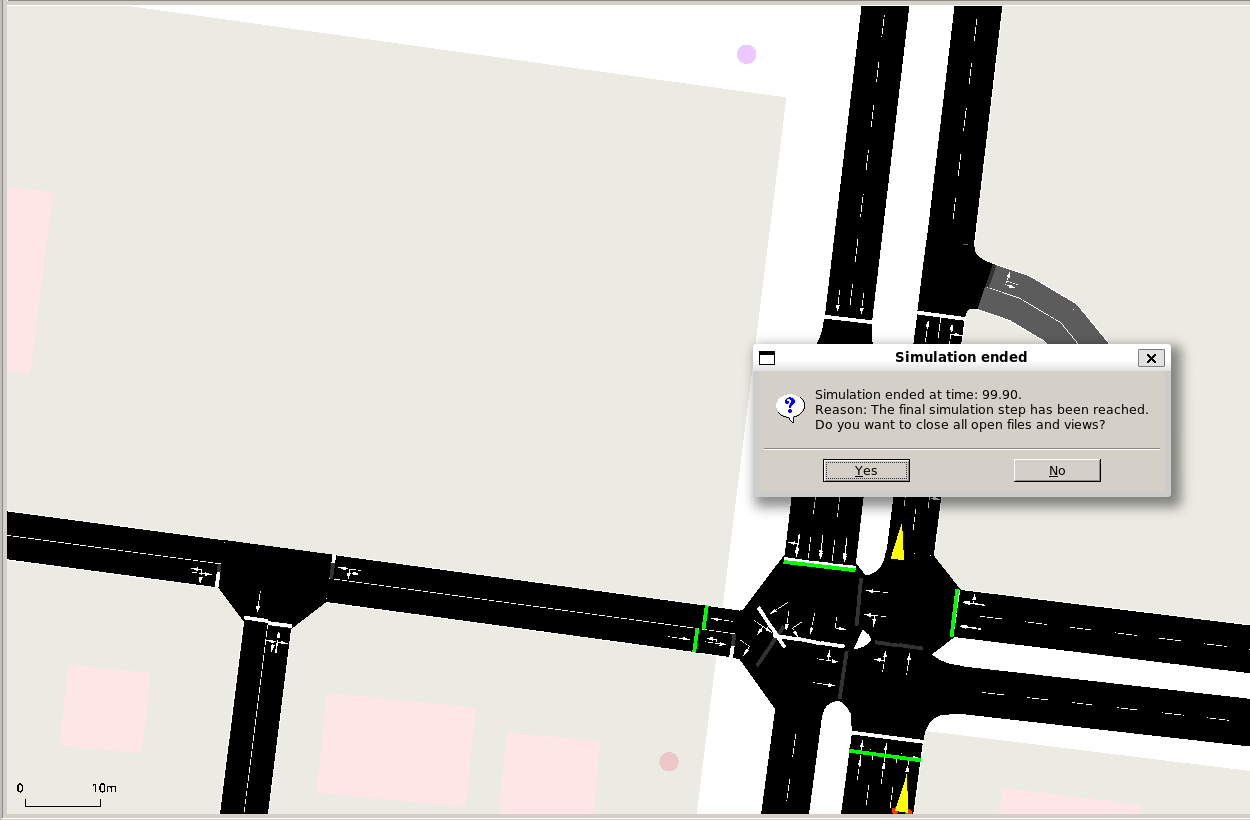 Simulation ended
Simulation ended at time: 99.90.
Reason: The final simulation step has been reached.
Do you want to close all open files and views?
Yes
No
0
10m